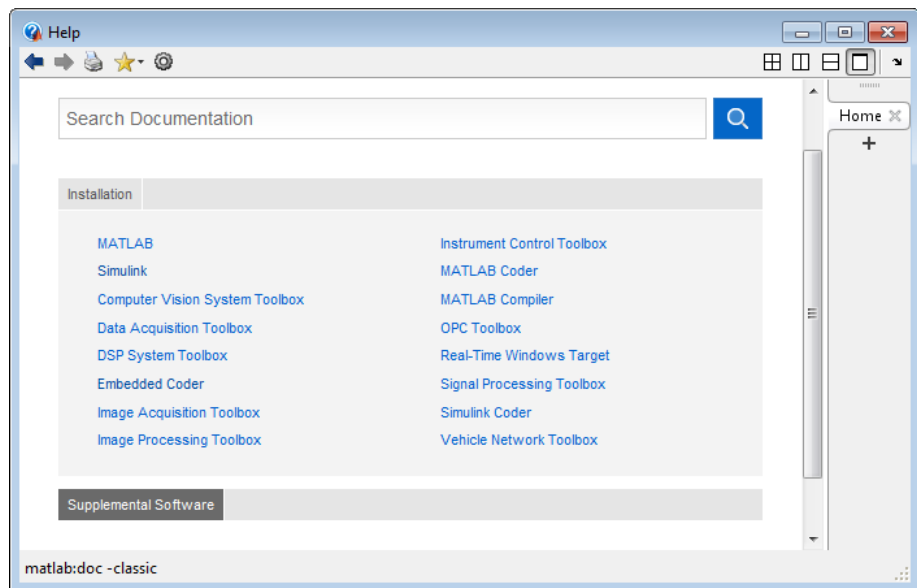 Help
Home
Search Documentation
Installation
MATLAB
Simulink
Computer Vision System Toolbox
Data Acquisition Toolbox
DSP System Toolbox
Embedded Coder
Image Acquisition Toolbox
Image Processing Toolbox
Instrument Control Toolbox
MATLAB Coder
MATLAB Compiler
OPC Toolbox
Real-Time Windows Target
Signal Processing Toolbox
Simulink Coder
Vehicle Network Toolbox
Supplemental Software
matlab:doc -classic